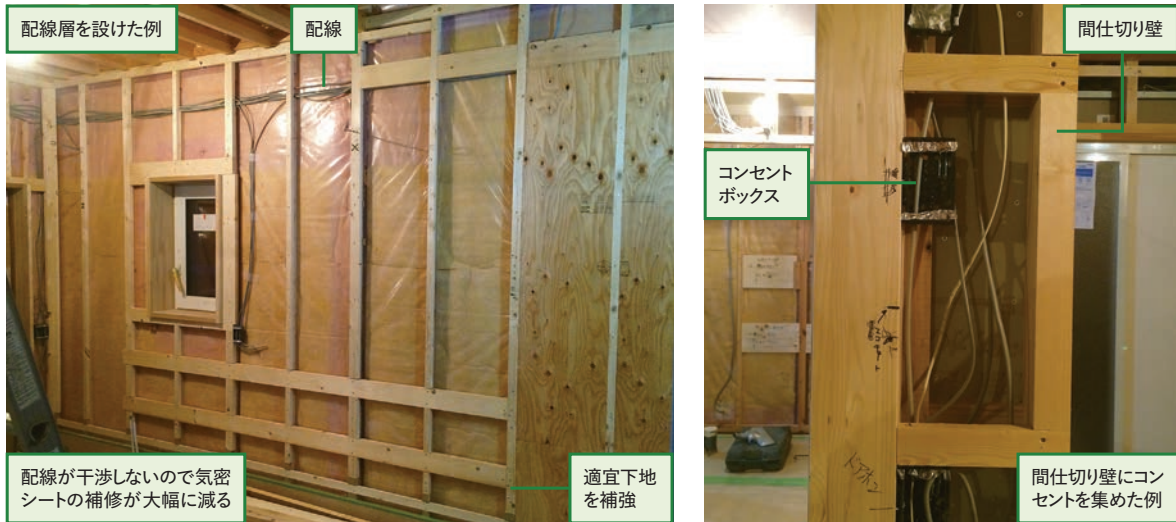 配線層を設けた例
配線
配線が干渉しないので気密
シートの補修が大幅に減る
適宜下地
を補強
間仕切り壁
コンセント
ボックス
間仕切り壁にコン
セントを集めた例